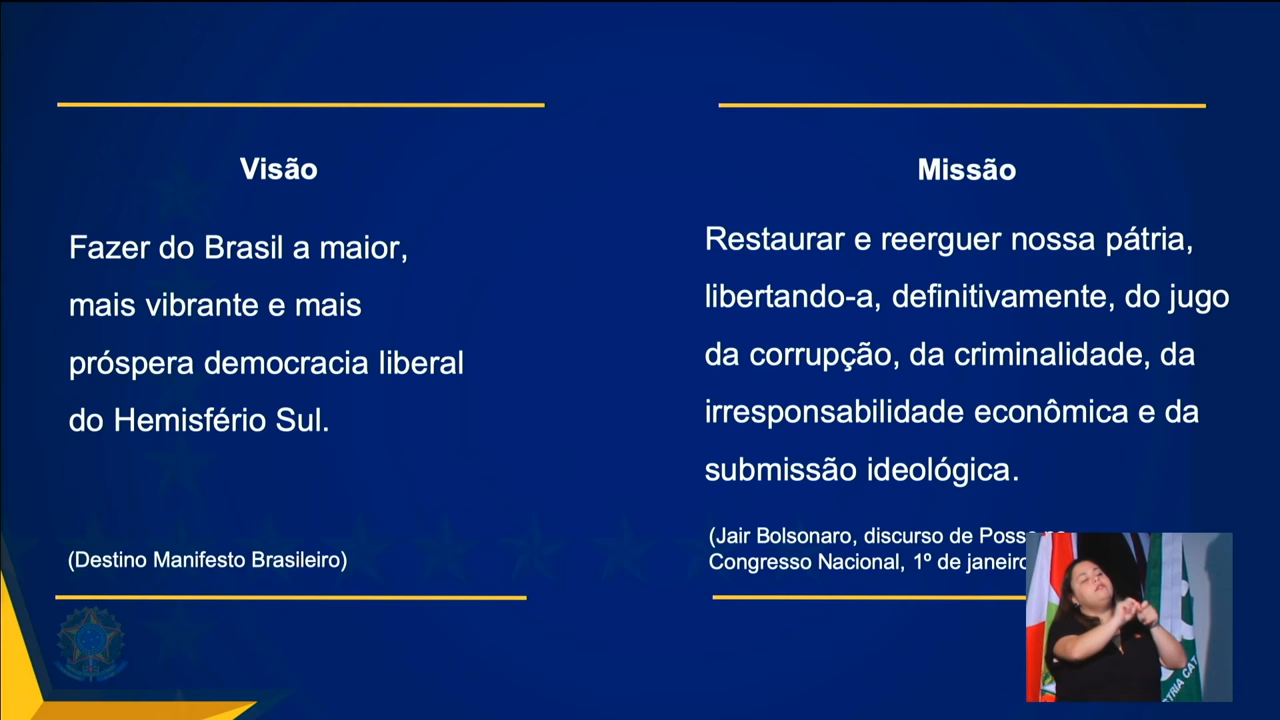 Visão
Fazer do Brasil a maior,
mais vibrante e mais
próspera democracia liberal
do Hemisfério Sul.
(Destino Manifesto Brasileiro)
Missão
Restaurar e reerguer nossa pátria,
libertando-a, definitivamente, do jugo
da corrupção, da criminalidade, da
irresponsabilidade econômica e da
submissão ideológica.
(Jair Bolsonaro, discurso de Posse no
Congresso Nacional, 1º de janeiro